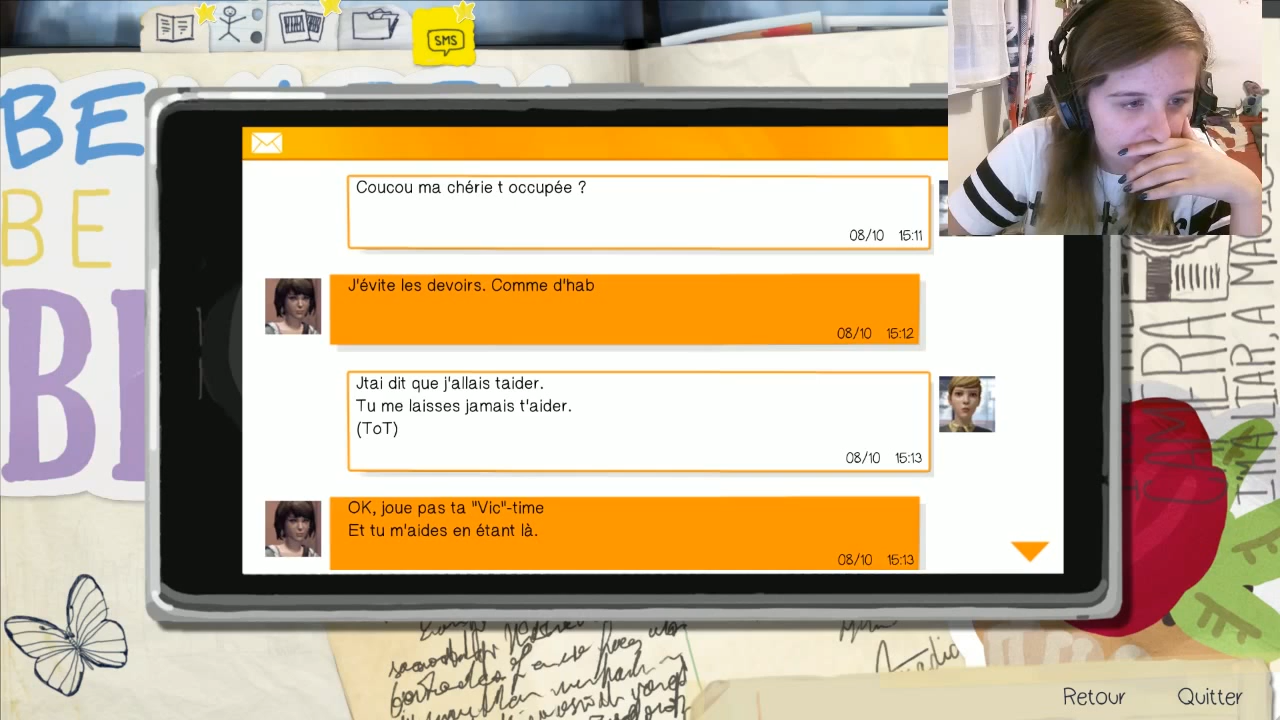 SMS
BE
BE
Coucou ma chérie t occupée ?
08/10 15:11
J'évite les devoirs. Comme d'hab
08/10 15:12
Jtai dit que j'allais taider.
Tu me laisses jamais t'aider.
(ToT)
08/10 15:13
OK, joue pas ta "Vic"-time
Et tu m'aides en étant là.
08/10 15:13
CAMERA
Retour Quitter